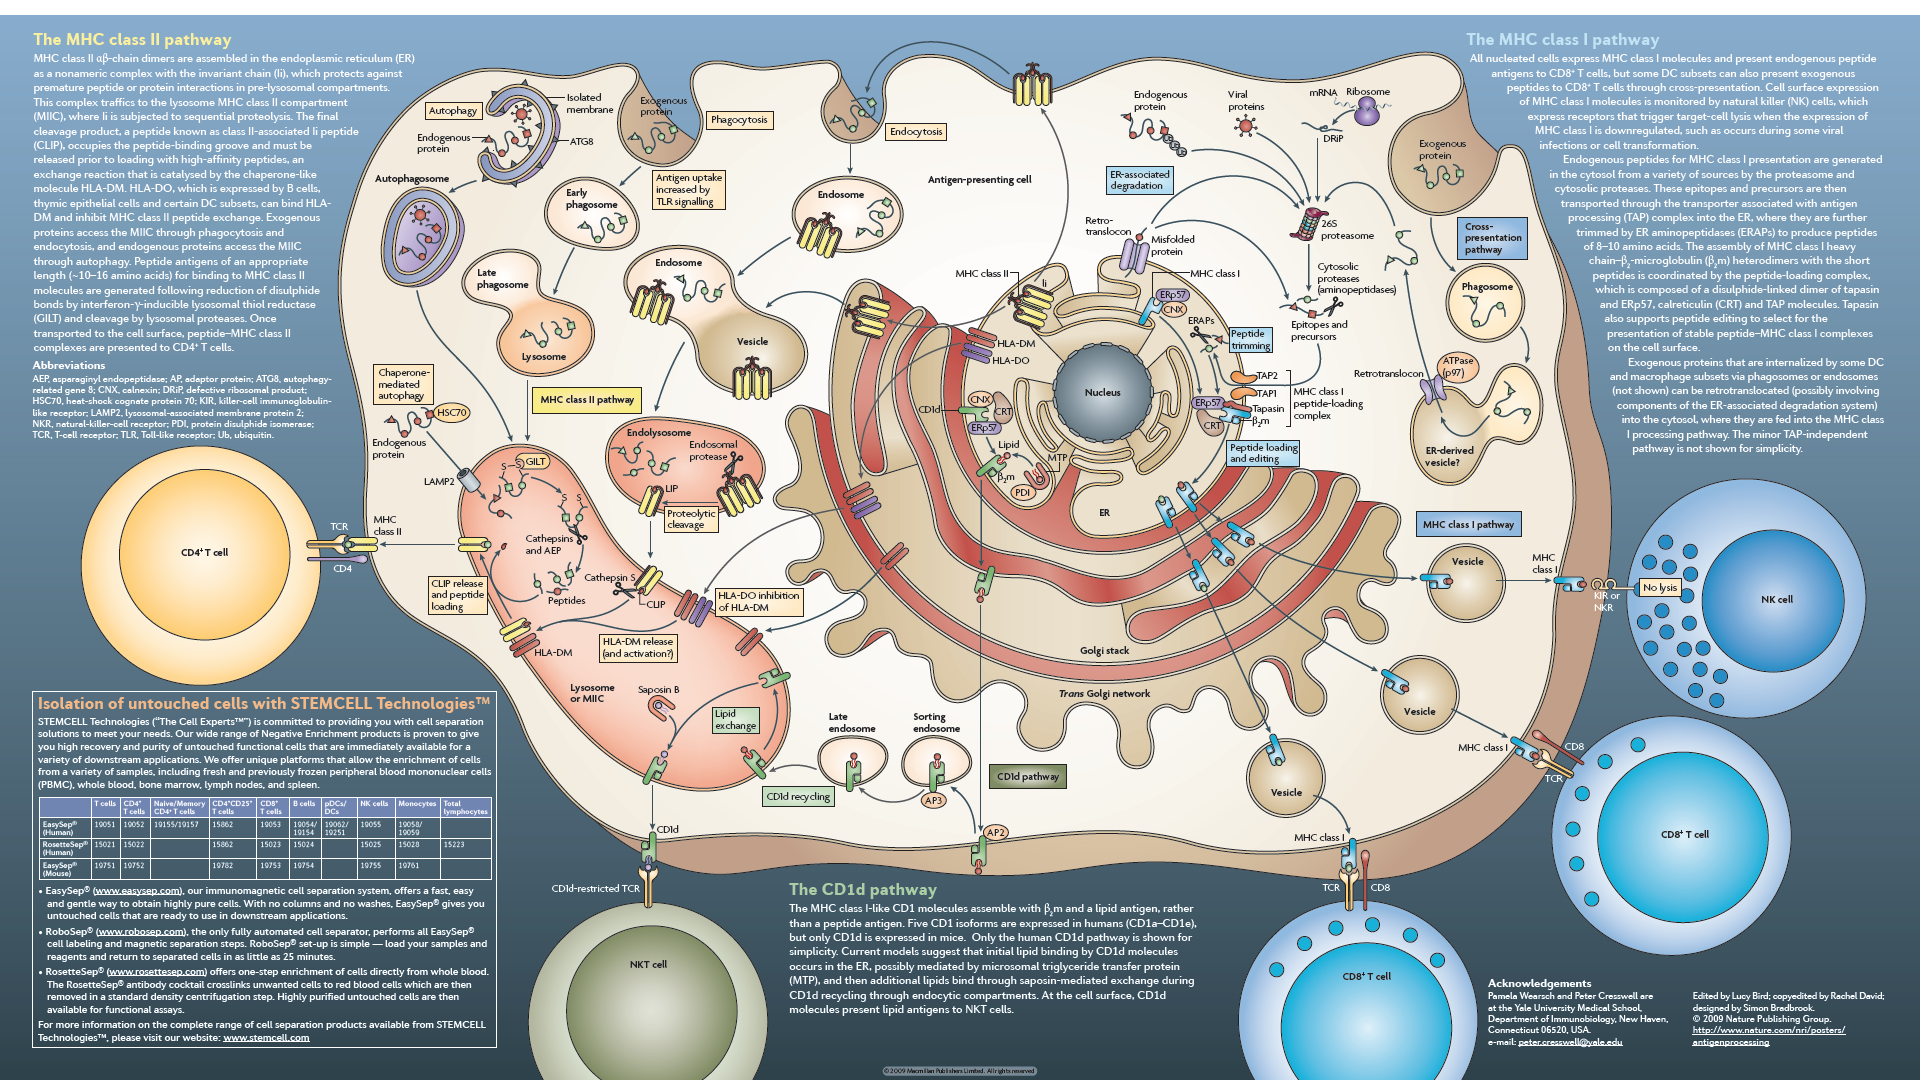 The MHC class II pathway
MHC class II αβ-chain dimers are assembled in the endoplasmic reticulum (ER)
as a nonameric complex with the invariant chain (Ii), which protects against
premature peptide or protein interactions in pre-lysosomal compartments.
This complex traffics to the lysosome MHC class II compartment
(MIIC), where Ii is subjected to sequential proteolysis. The final
cleavage product, a peptide known as class II-associated Ii peptide
(CLIP), occupies the peptide-binding groove and must be
released prior to loading with high-affinity peptides, an
exchange reaction that is catalysed by the chaperone-like
molecule HLA-DM. HLA-DO, which is expressed by B cells,
thymic epithelial cells and certain DC subsets, can bind HLA-
DM and inhibit MHC class II peptide exchange. Exogenous
proteins access the MIIC through phagocytosis and
endocytosis, and endogenous proteins access the MIIC
through autophagy. Peptide antigens of an appropriate
length (~10–16 amino acids) for binding to MHC class II
molecules are generated following reduction of disulphide
bonds by interferon-γ-inducible lysosomal thiol reductase
(GILT) and cleavage by lysosomal proteases. Once
transported to the cell surface, peptide–MHC class II
complexes are presented to CD4⁺ T cells.
Abbreviations
AEP, asparaginyl endopeptidase; AP, adaptor protein; ATG8, autophagy-
related gene 8; CNX, calnexin; DRiP, defective ribosomal product;
HSC70, heat-shock cognate protein 70; KIR, killer-cell immunoglobulin-
like receptor; LAMP2, lysosomal-associated membrane protein 2;
NKR, natural-killer-cell receptor; PDI, protein disulphide isomerase;
TCR, T-cell receptor; TLR, Toll-like receptor; Ub, ubiquitin.
The MHC class I pathway
All nucleated cells express MHC class I molecules and present endogenous peptide
antigens to CD8⁺ T cells, but some DC subsets can also present exogenous
peptides to CD8⁺ T cells through cross-presentation. Cell surface expression
of MHC class I molecules is monitored by natural killer (NK) cells, which
express receptors that trigger target-cell lysis when the expression of
MHC class I is downregulated, such as occurs during some viral
infections or cell transformation.
Endogenous peptides for MHC class I presentation are generated
in the cytosol from a variety of sources by the proteasome and
cytosolic proteases. These epitopes and precursors are then
transported through the transporter associated with antigen
processing (TAP) complex into the ER, where they are further
trimmed by ER aminopeptidases (ERAPs) to produce peptides
of 8–10 amino acids. The assembly of MHC class I heavy
chain–β₂-microglobulin (β₂m) heterodimers with the short
peptides is coordinated by the peptide-loading complex,
which is composed of a disulphide-linked dimer of tapasin
and ERp57, calreticulin (CRT) and TAP molecules. Tapasin
also supports peptide editing to select for the
presentation of stable peptide–MHC class I complexes
on the cell surface.
Exogenous proteins that are internalized by some DC
and macrophage subsets via phagosomes or endosomes
(not shown) can be retrotranslocated (possibly involving
components of the ER-associated degradation system)
into the cytosol, where they are fed into the MHC class
I processing pathway. The minor TAP-independent
pathway is not shown for simplicity.
Autophagy
Isolated
membrane
Endogenous
protein
ATG8
Autophagosome
Exogenous
protein
Phagocytosis
Antigen uptake
increased by
TLR signalling
Early
phagosome
Endocytosis
Endosome
Antigen-presenting cell
Late
phagosome
Lysosome
Endosome
Vesicle
Chaperone-
mediated
autophagy
HSC70
Endogenous
protein
MHC class II pathway
LAMP2
GILT
S–S
S
S
Endolysosome
Endosomal
protease
LIP
Proteolytic
cleavage
Cathepsins
and AEP
Cathepsin S
CLIP
Peptides
CLIP release
and peptide
loading
HLA-DM
HLA-DO inhibition
of HLA-DM
HLA-DM release
(and activation?)
Lysosome
or MIIC
Saposin B
Lipid
exchange
CD1d recycling
Late
endosome
Sorting
endosome
AP3
AP2
CD1d pathway
CD1d
CD1d-restricted TCR
NKT cell
CD4⁺ T cell
TCR
CD4
MHC
class II
Endogenous
protein
Viral
proteins
mRNA
Ribosome
DRiP
ER-associated
degradation
Retro-
translocon
Misfolded
protein
26S
proteasome
Cytosolic
proteases
(aminopeptidases)
Epitopes and
precursors
Exogenous
protein
Cross-
presentation
pathway
Phagosome
ATPase
(p97)
Retrotranslocon
ER-derived
vesicle?
MHC class II
Ii
MHC class I
ERp57
CNX
ERAPs
Peptide
trimming
HLA-DM
HLA-DO
Nucleus
TAP2
TAP1
Tapasin
β₂m
ERp57
CRT
MHC class I
peptide-loading
complex
Peptide loading
and editing
CD1d
CNX
CRT
ERp57
Lipid
β₂m
MTP
PDI
ER
Golgi stack
Trans Golgi network
MHC class I pathway
Vesicle
MHC
class I
KIR or
NKR
No lysis
NK cell
Vesicle
MHC class I
CD8
TCR
CD8⁺ T cell
Vesicle
MHC class I
TCR
CD8
CD8⁺ T cell
Isolation of untouched cells with STEMCELL Technologies™
STEMCELL Technologies (“The Cell Experts™”) is committed to providing you with cell separation
solutions to meet your needs. Our wide range of Negative Enrichment products is proven to give
you high recovery and purity of untouched functional cells that are immediately available for a
variety of downstream applications. We offer unique platforms that allow the enrichment of cells
from a variety of samples, including fresh and previously frozen peripheral blood mononuclear cells
(PBMC), whole blood, bone marrow, lymph nodes, and spleen.
T cells CD4⁺ T cells Naive/Memory CD4⁺ T cells CD4⁺CD25⁺ T cells CD8⁺ T cells B cells pDCs/DCs NK cells Monocytes Total lymphocytes
EasySep® (Human) 19051 19052 19155/19157 15862 19053 19054/19154 19062/19251 19055 19058/19059
RosetteSep® (Human) 15021 15022 15862 15023 15024 15025 15028 15223
EasySep® (Mouse) 19751 19752 19782 19753 19754 19755 19761
• EasySep® (www.easysep.com), our immunomagnetic cell separation system, offers a fast, easy
and gentle way to obtain highly pure cells. With no columns and no washes, EasySep® gives you
untouched cells that are ready to use in downstream applications.
• RoboSep® (www.robosep.com), the only fully automated cell separator, performs all EasySep®
cell labeling and magnetic separation steps. RoboSep® set-up is simple — load your samples and
reagents and return to separated cells in as little as 25 minutes.
• RosetteSep® (www.rosettesep.com) offers one-step enrichment of cells directly from whole blood.
The RosetteSep® antibody cocktail crosslinks unwanted cells to red blood cells which are then
removed in a standard density centrifugation step. Highly purified untouched cells are then
available for functional assays.
For more information on the complete range of cell separation products available from STEMCELL
Technologies™, please visit our website: www.stemcell.com
The CD1d pathway
The MHC class I-like CD1 molecules assemble with β₂m and a lipid antigen, rather
than a peptide antigen. Five CD1 isoforms are expressed in humans (CD1a–CD1e),
but only CD1d is expressed in mice. Only the human CD1d pathway is shown for
simplicity. Current models suggest that initial lipid binding by CD1d molecules
occurs in the ER, possibly mediated by microsomal triglyceride transfer protein
(MTP), and then additional lipids bind through saposin-mediated exchange during
CD1d recycling through endocytic compartments. At the cell surface, CD1d
molecules present lipid antigens to NKT cells.
Acknowledgements
Pamela Wearsch and Peter Cresswell are
at the Yale University Medical School,
Department of Immunobiology, New Haven,
Connecticut 06520, USA.
e-mail: peter.cresswell@yale.edu
Edited by Lucy Bird; copyedited by Rachel David;
designed by Simon Bradbrook.
© 2009 Nature Publishing Group.
http://www.nature.com/nri/posters/
antigenprocessing
© 2009 Macmillan Publishers Limited. All rights reserved